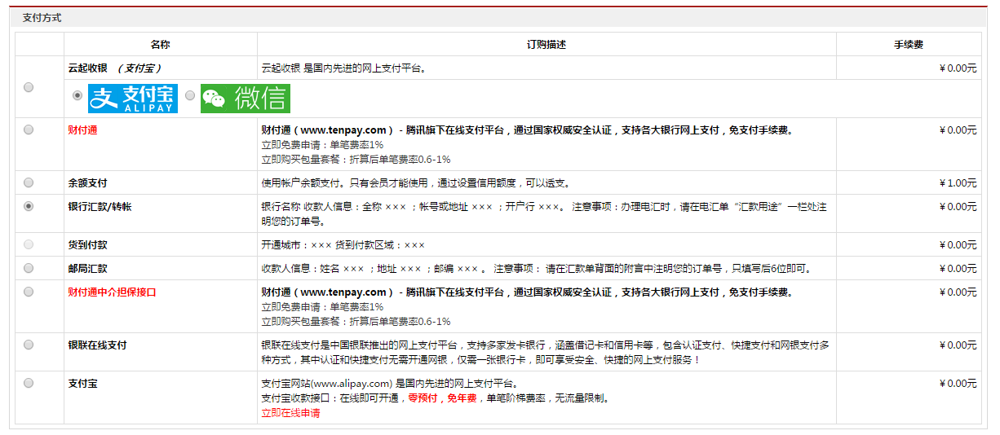 支付方式
名称 订购描述 手续费
云起收银 （ 支付宝 ） 云起收银 是国内先进的网上支付平台。 ￥0.00元
支付宝 ALIPAY 微信
财付通 财付通（www.tenpay.com） - 腾讯旗下在线支付平台，通过国家权威安全认证，支持各大银行网上支付，免支付手续费。 ￥0.00元
立即免费申请：单笔费率1%
立即购买包量套餐：折算后单笔费率0.6-1%
余额支付 使用帐户余额支付。只有会员才能使用，通过设置信用额度，可以透支。 ￥1.00元
银行汇款/转帐 银行名称 收款人信息：全称 ××× ；帐号或地址 ××× ；开户行 ×××。 注意事项：办理电汇时，请在电汇单“汇款用途”一栏处注 ￥0.00元
明您的订单号。
货到付款 开通城市：××× 货到付款区域：××× ￥0.00元
邮局汇款 收款人信息：姓名 ××× ；地址 ××× ；邮编 ××× 。 注意事项： 请在汇款单背面的附言中注明您的订单号，只填写后6位即可。 ￥0.00元
财付通中介担保接口 财付通（www.tenpay.com） - 腾讯旗下在线支付平台，通过国家权威安全认证，支持各大银行网上支付，免支付手续费。 ￥0.00元
立即免费申请：单笔费率1%
立即购买包量套餐：折算后单笔费率0.6-1%
银联在线支付 银联在线支付是中国银联推出的网上支付平台，支持多家发卡银行，涵盖借记卡和信用卡等，包含认证支付、快捷支付和网银支付多 ￥0.00元
种方式，其中认证和快捷支付无需开通网银，仅需一张银行卡，即可享受安全、快捷的网上支付服务！
支付宝 支付宝网站(www.alipay.com) 是国内先进的网上支付平台。 ￥0.00元
支付宝收款接口：在线即可开通，零预付，免年费，单笔阶梯费率，无流量限制。
立即在线申请